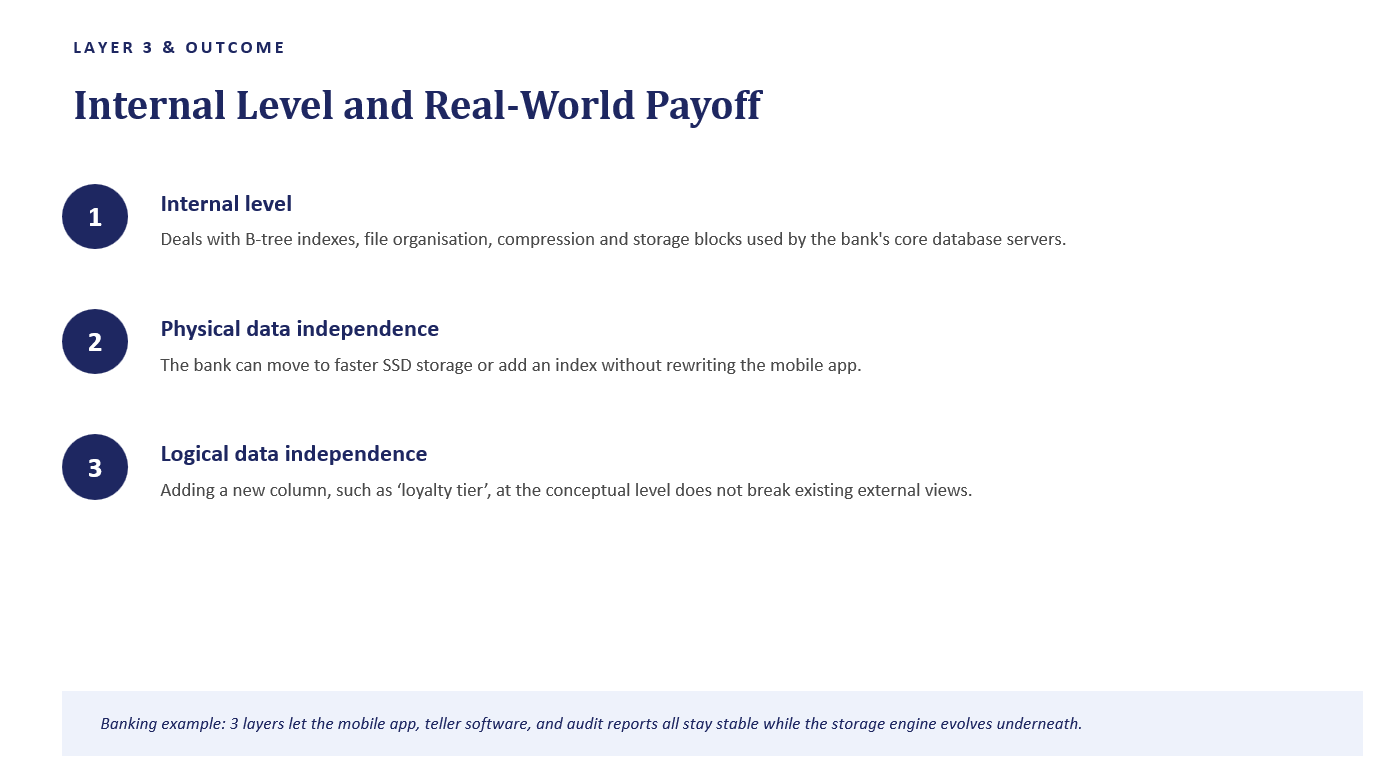 LAYER 3 & OUTCOME
Internal Level and Real-World Payoff
1
Internal level
Deals with B-tree indexes, file organisation, compression and storage blocks used by the bank's core database servers.
2
Physical data independence
The bank can move to faster SSD storage or add an index without rewriting the mobile app.
3
Logical data independence
Adding a new column, such as ‘loyalty tier’, at the conceptual level does not break existing external views.
Banking example: 3 layers let the mobile app, teller software, and audit reports all stay stable while the storage engine evolves underneath.